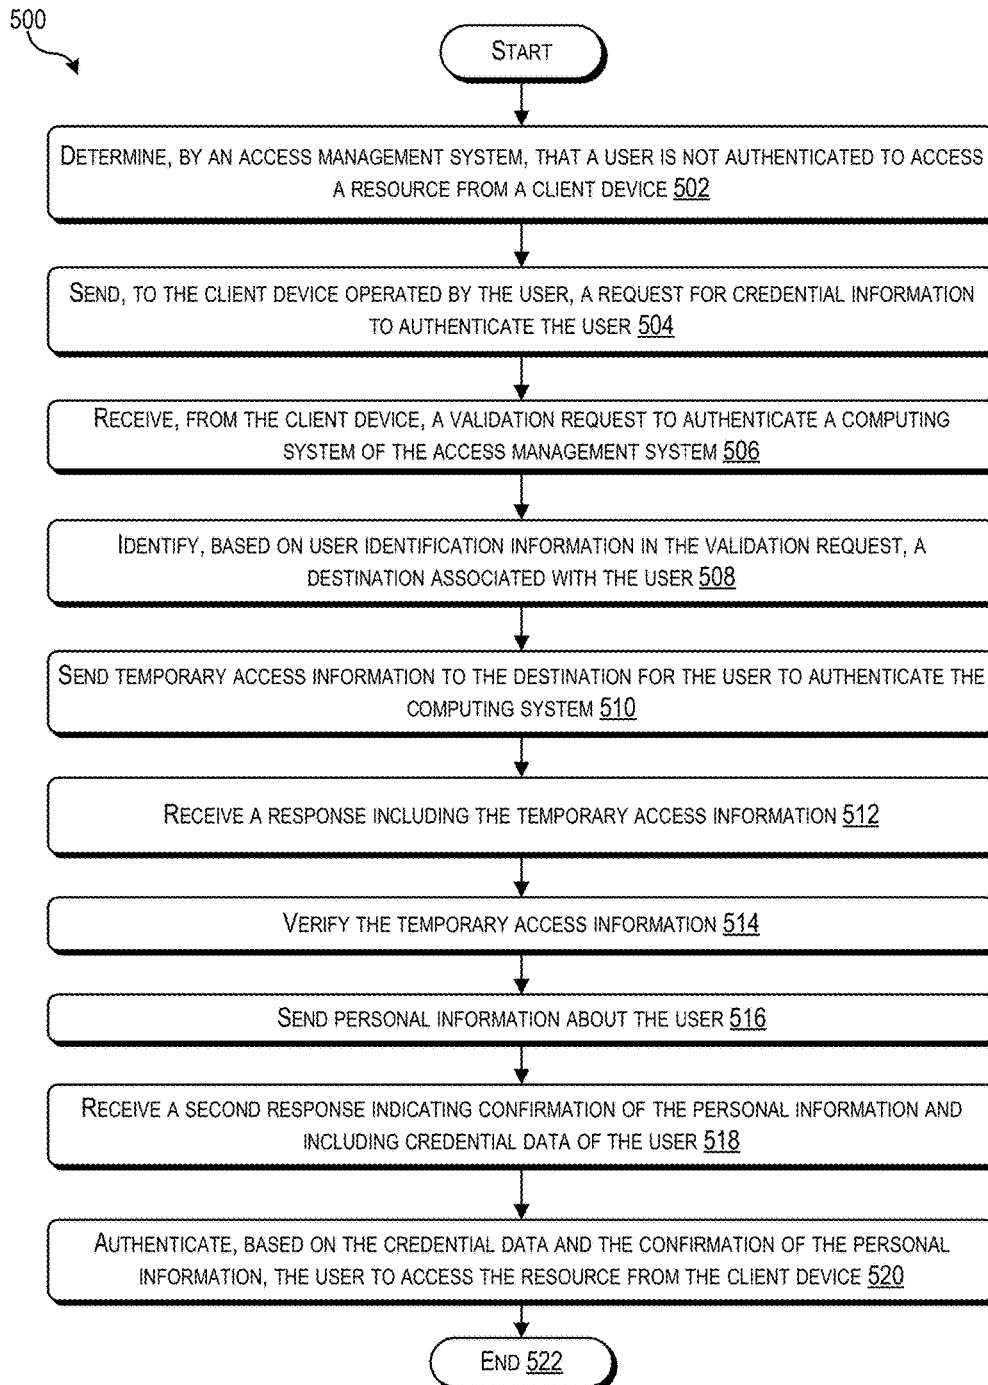 500
START
DETERMINE, BY AN ACCESS MANAGEMENT SYSTEM, THAT A USER IS NOT AUTHENTICATED TO ACCESS
A RESOURCE FROM A CLIENT DEVICE 502
SEND, TO THE CLIENT DEVICE OPERATED BY THE USER, A REQUEST FOR CREDENTIAL INFORMATION
TO AUTHENTICATE THE USER 504
RECEIVE, FROM THE CLIENT DEVICE, A VALIDATION REQUEST TO AUTHENTICATE A COMPUTING
SYSTEM OF THE ACCESS MANAGEMENT SYSTEM 506
IDENTIFY, BASED ON USER IDENTIFICATION INFORMATION IN THE VALIDATION REQUEST, A
DESTINATION ASSOCIATED WITH THE USER 508
SEND TEMPORARY ACCESS INFORMATION TO THE DESTINATION FOR THE USER TO AUTHENTICATE THE
COMPUTING SYSTEM 510
RECEIVE A RESPONSE INCLUDING THE TEMPORARY ACCESS INFORMATION 512
VERIFY THE TEMPORARY ACCESS INFORMATION 514
SEND PERSONAL INFORMATION ABOUT THE USER 516
RECEIVE A SECOND RESPONSE INDICATING CONFIRMATION OF THE PERSONAL INFORMATION AND
INCLUDING CREDENTIAL DATA OF THE USER 518
AUTHENTICATE, BASED ON THE CREDENTIAL DATA AND THE CONFIRMATION OF THE PERSONAL
INFORMATION, THE USER TO ACCESS THE RESOURCE FROM THE CLIENT DEVICE 520
END 522